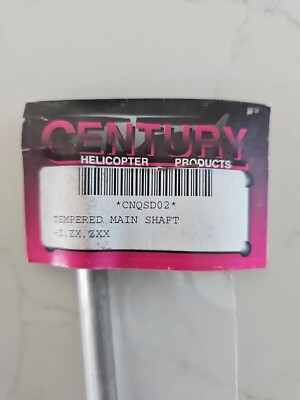 CENTURY
HELICOPTER PRODUCTS
*CNQSD02*
TEMPERED MAIN SHAFT
-Z,ZX,ZXX